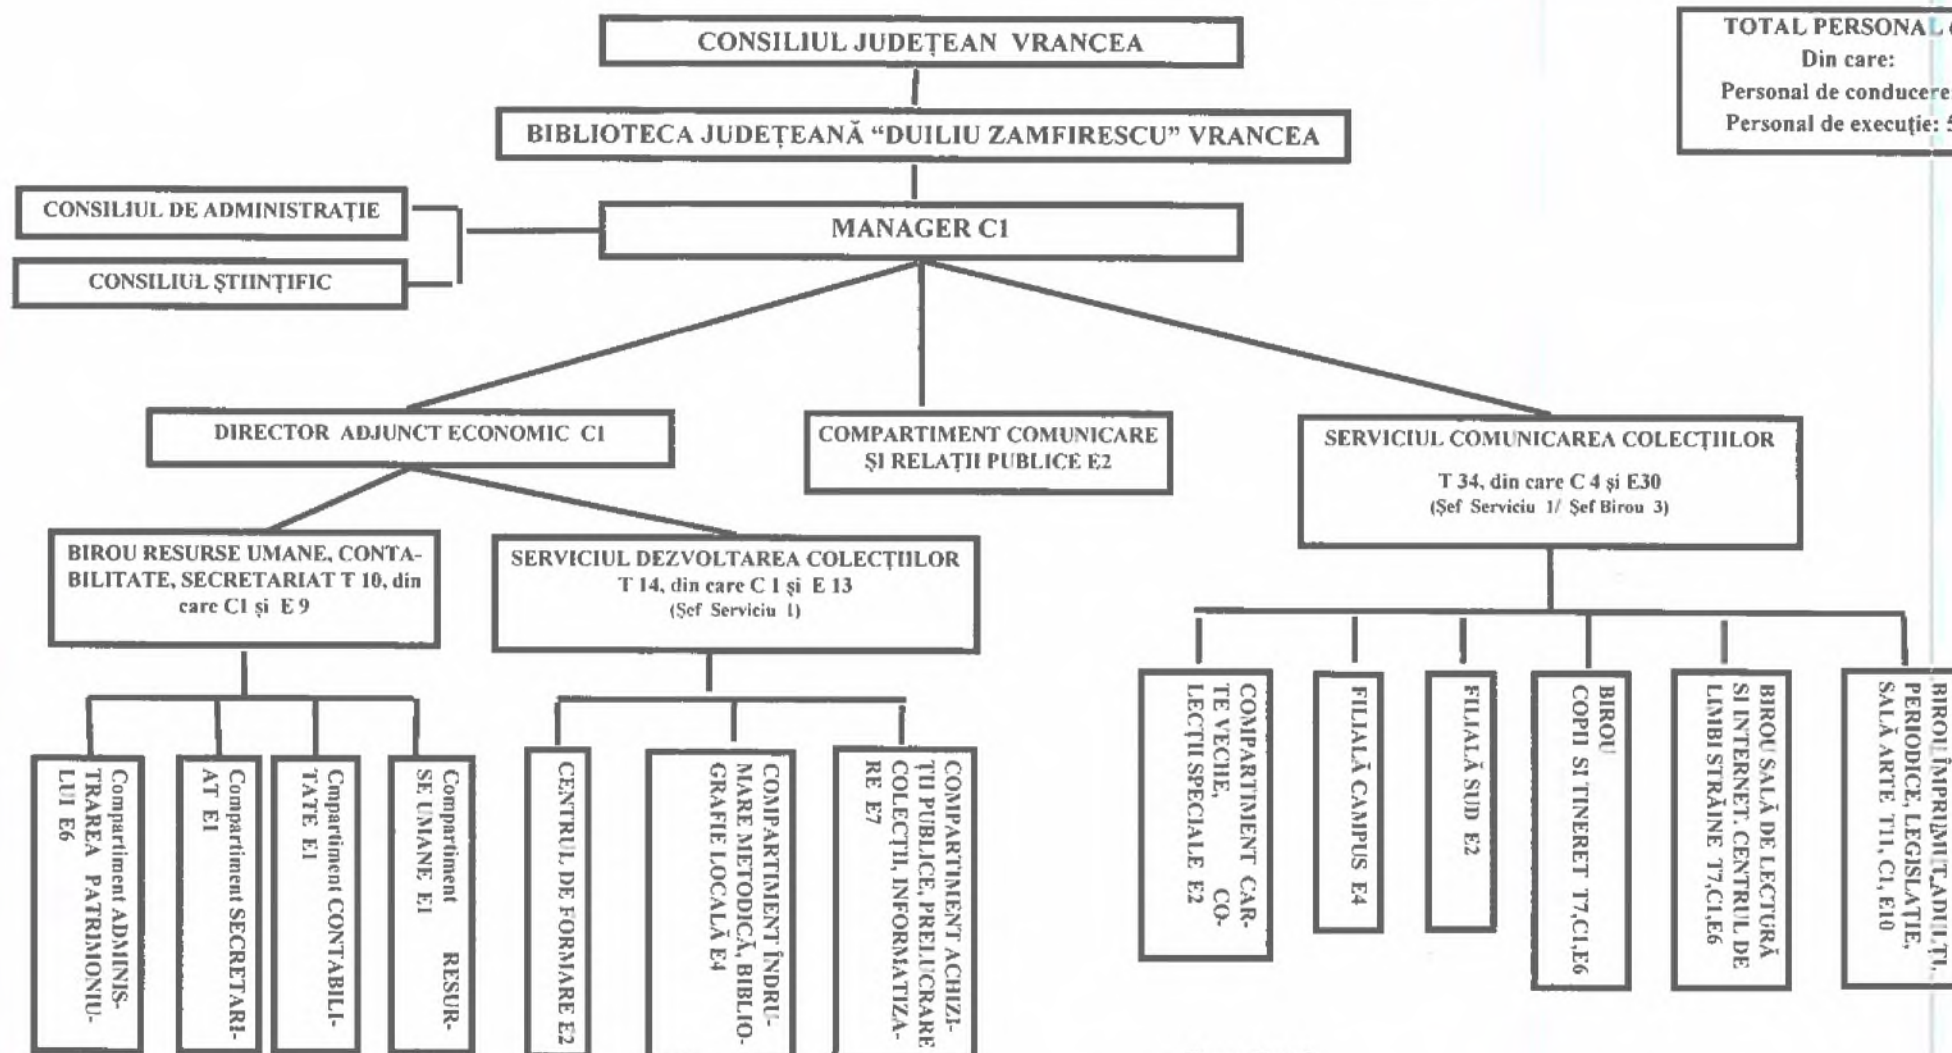 CONSILIUL JUDEȚEAN VRANCEA
TOTAL PERSONAL
Din care:
Personal de conducere:
Personal de execuție:
BIBLIOTECA JUDEȚEANĂ “DUILIU ZAMFIRESCU” VRANCEA
CONSILIUL DE ADMINISTRAȚIE
MANAGER C1
CONSILIUL ȘTIINȚIFIC
DIRECTOR ADJUNCT ECONOMIC C1
COMPARTIMENT COMUNICARE
ȘI RELAȚII PUBLICE E2
SERVICIUL COMUNICAREA COLECȚIILOR
T 34, din care C 4 și E30
(Șef Serviciu 1/ Șef Birou 3)
BIROU RESURSE UMANE, CONTA-
BILITATE, SECRETARIAT T 10, din
care C1 și E 9
SERVICIUL DEZVOLTAREA COLECȚIILOR
T 14, din care C 1 și E 13
(Șef Serviciu 1)
Compartiment ADMINIS-
TRAREA PATRIMONIU-
LUI E6
Compartiment SECRETARI-
AT E1
Cmpartiment CONTABILI-
TATE E1
Compartiment RESUR-
SE UMANE E1
CENTRUL DE FORMARE E2
COMPARTIMENT ÎNDRU-
MARE METODICĂ, BIBLIO-
GRAFIE LOCALĂ E4
COMPARTIMENT ACHIZI-
ȚII PUBLICE, PRELUCRARE
COLECȚII, INFORMATIZA-
RE E7
COMPARTIMENT CAR-
TE VECHE, CO-
LECȚII SPECIALE E2
FILIALĂ CAMPUS E4
FILIALĂ SUD E2
BIROU
COPII SI TINERET T7,C1,E6
BIROU SALĂ DE LECTURĂ
SI INTERNET. CENTRUL DE
LIMBI STRĂINE T7,C1,E6
BIROU ÎMPRUMUT ADULȚI,
PERIODICE, LEGISLAȚIE,
SALĂ ARTE T11, C1, E10